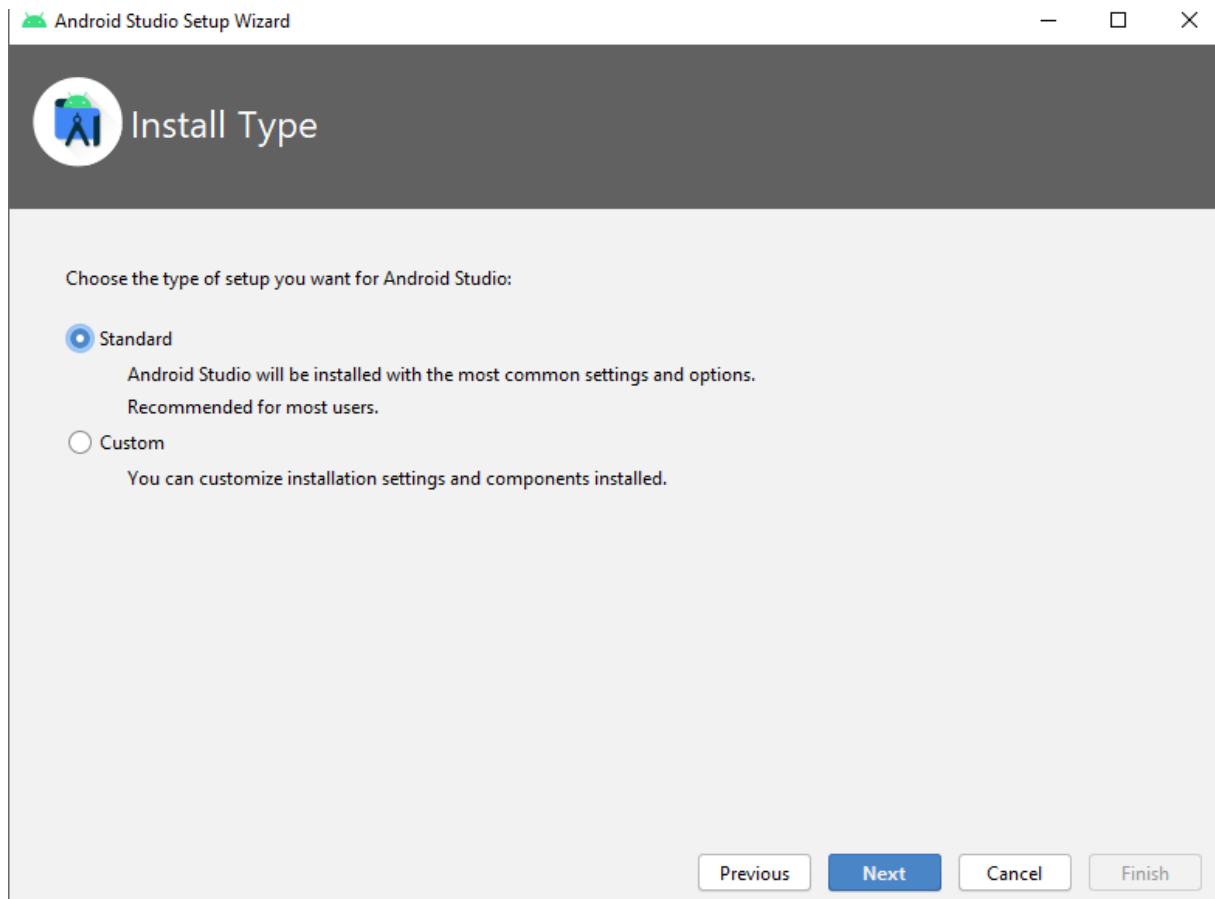 Android Studio Setup Wizard
Install Type
Choose the type of setup you want for Android Studio:
Standard
Android Studio will be installed with the most common settings and options.
Recommended for most users.
Custom
You can customize installation settings and components installed.
Previous Next Cancel Finish